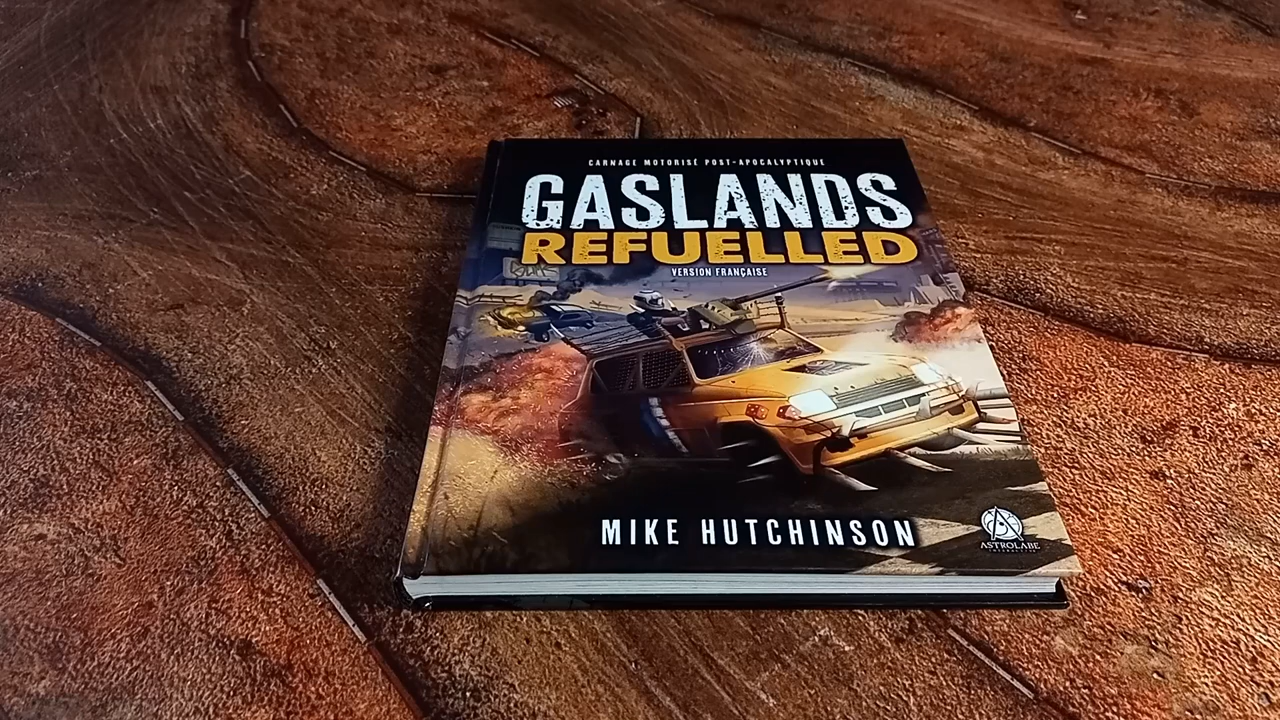 CARNAGE MOTORISÉ POST-APOCALYPTIQUE
GASLANDS
REFUELLED
VERSION FRANÇAISE
MIKE HUTCHINSON
ASTROLABE